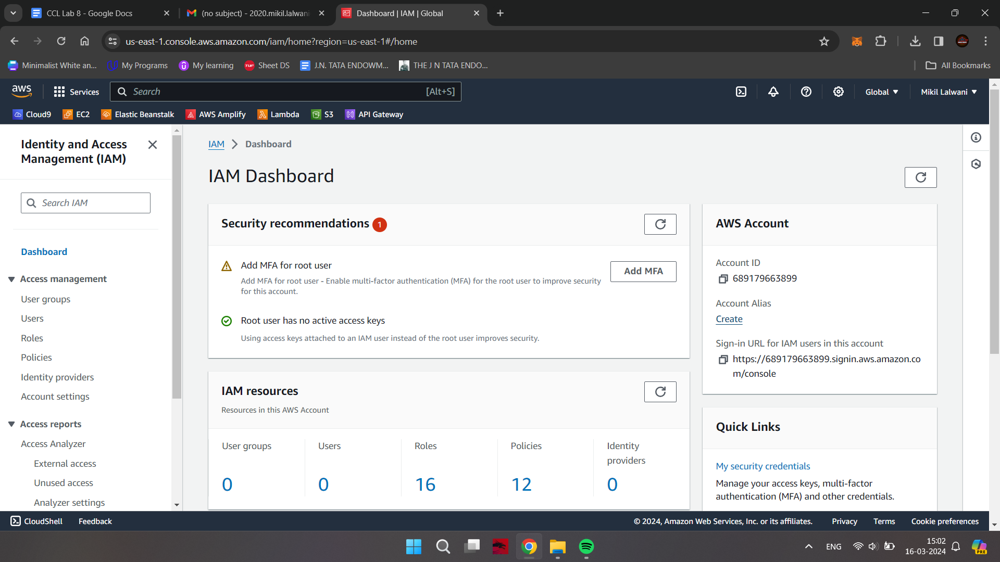 CCL Lab 8 - Google Docs
(no subject) - 2020.mikil.lalwani
Dashboard | IAM | Global
us-east-1.console.aws.amazon.com/iam/home?region=us-east-1#/home
Minimalist White an...
My Programs
My learning
Sheet DS
J.N. TATA ENDOWM...
THE J N TATA ENDO...
All Bookmarks
aws
Services
Search
[Alt+S]
Global
Mikil Lalwani
Cloud9
EC2
Elastic Beanstalk
AWS Amplify
Lambda
S3
API Gateway
Identity and Access
Management (IAM)
Search IAM
Dashboard
Access management
User groups
Users
Roles
Policies
Identity providers
Account settings
Access reports
Access Analyzer
External access
Unused access
Analyzer settings
IAM
Dashboard
IAM Dashboard
Security recommendations 1
Add MFA for root user
Add MFA for root user - Enable multi-factor authentication (MFA) for the root user to improve security
for this account.
Add MFA
Root user has no active access keys
Using access keys attached to an IAM user instead of the root user improves security.
IAM resources
Resources in this AWS Account
User groups
0
Users
0
Roles
16
Policies
12
Identity
providers
0
AWS Account
Account ID
689179663899
Account Alias
Create
Sign-in URL for IAM users in this account
https://689179663899.signin.aws.amazon.co
m/console
Quick Links
My security credentials
Manage your access keys, multi-factor
authentication (MFA) and other credentials.
CloudShell
Feedback
© 2024, Amazon Web Services, Inc. or its affiliates.
Privacy
Terms
Cookie preferences
ENG
15:02
16-03-2024
PRE